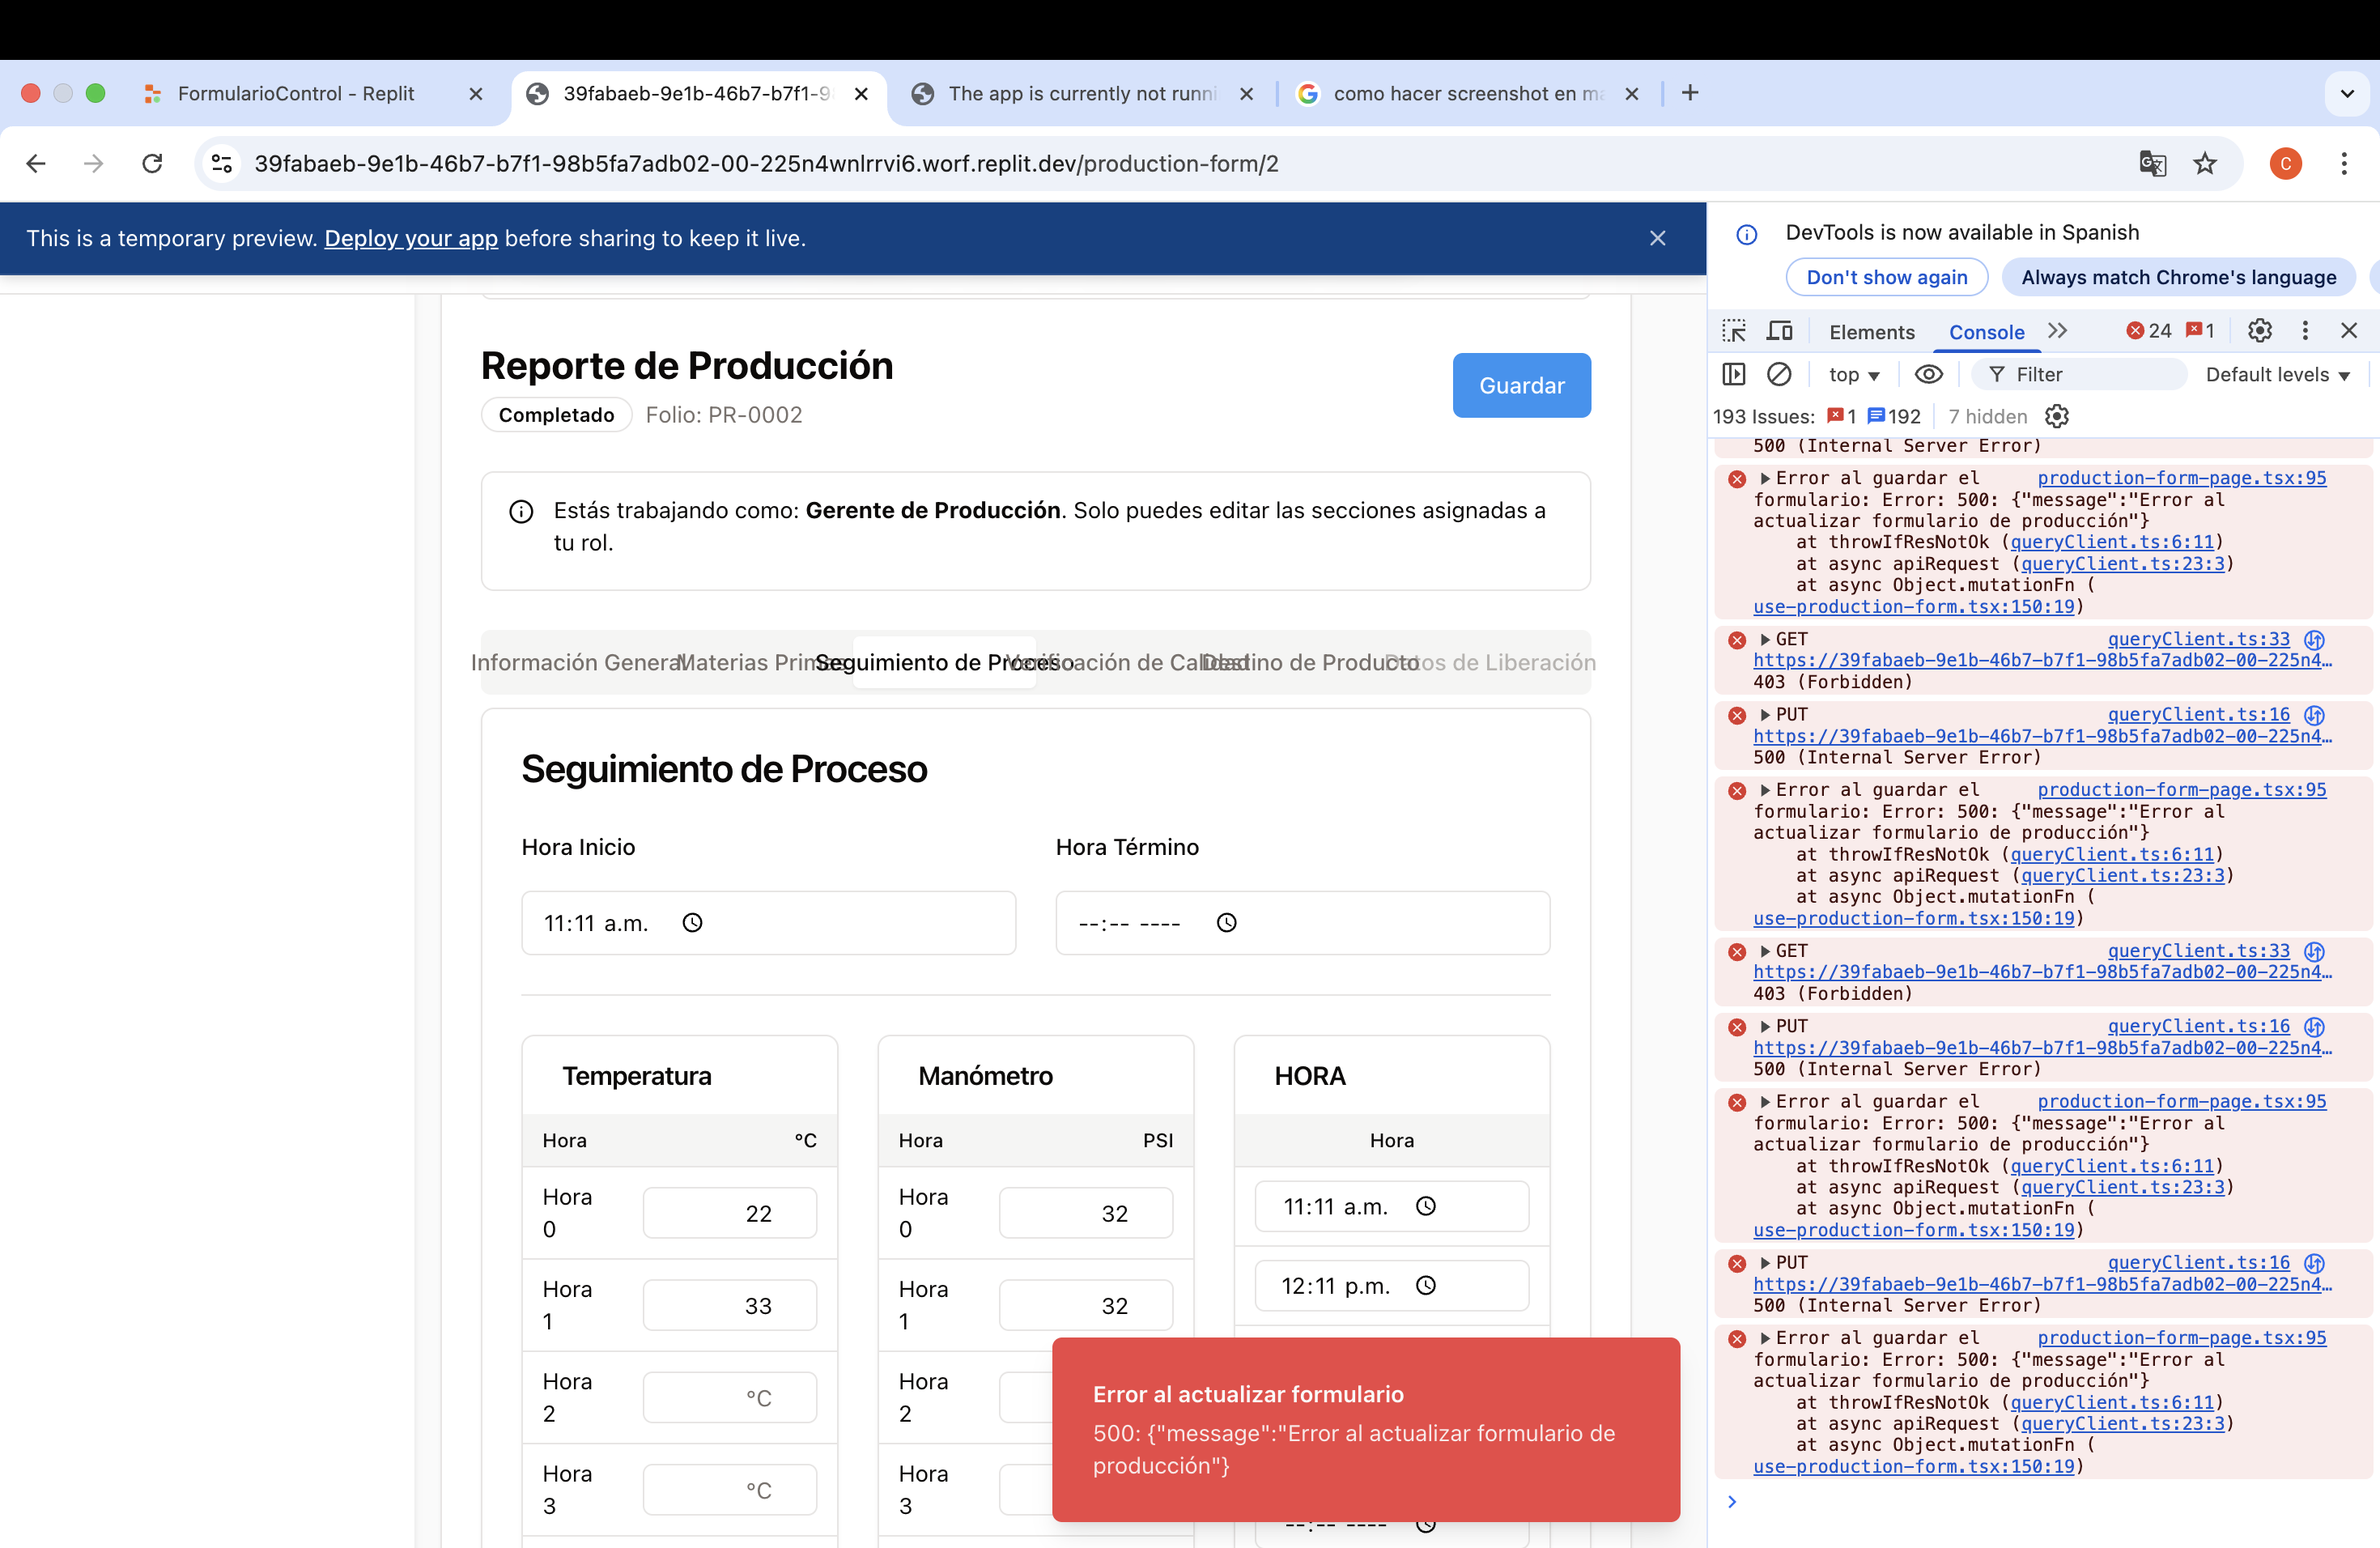 FormularioControl - Replit
39fabaeb-9e1b-46b7-b7f1-9
The app is currently not runni
como hacer screenshot en ma
39fabaeb-9e1b-46b7-b7f1-98b5fa7adb02-00-225n4wnlrrvi6.worf.replit.dev/production-form/2
C
This is a temporary preview. Deploy your app before sharing to keep it live.
Reporte de Producción
Guardar
Completado Folio: PR-0002
Estás trabajando como: Gerente de Producción. Solo puedes editar las secciones asignadas a
tu rol.
Información General Materias Primas Seguimiento de Proceso Verificación de Calidad Destino de Producto Datos de Liberación
Seguimiento de Proceso
Hora Inicio Hora Término
11:11 a.m. --:-- ----
Temperatura Manómetro HORA
Hora °C Hora PSI Hora
Hora 22 Hora 32 11:11 a.m.
0 0
12:11 p.m.
Hora 33 Hora 32
1 1
Hora °C Hora
2 2
Hora °C Hora
3 3
--:-- ----
Error al actualizar formulario
500: {"message":"Error al actualizar formulario de
producción"}
DevTools is now available in Spanish
Don't show again Always match Chrome's language
Elements Console 24 1
top Filter Default levels
193 Issues: 1 192 7 hidden
500 (Internal Server Error)
Error al guardar el production-form-page.tsx:95
formulario: Error: 500: {"message":"Error al
actualizar formulario de producción"}
at throwIfResNotOk (queryClient.ts:6:11)
at async apiRequest (queryClient.ts:23:3)
at async Object.mutationFn (
use-production-form.tsx:150:19)
GET queryClient.ts:33
https://39fabaeb-9e1b-46b7-b7f1-98b5fa7adb02-00-225n4…
403 (Forbidden)
PUT queryClient.ts:16
https://39fabaeb-9e1b-46b7-b7f1-98b5fa7adb02-00-225n4…
500 (Internal Server Error)
Error al guardar el production-form-page.tsx:95
formulario: Error: 500: {"message":"Error al
actualizar formulario de producción"}
at throwIfResNotOk (queryClient.ts:6:11)
at async apiRequest (queryClient.ts:23:3)
at async Object.mutationFn (
use-production-form.tsx:150:19)
GET queryClient.ts:33
https://39fabaeb-9e1b-46b7-b7f1-98b5fa7adb02-00-225n4…
403 (Forbidden)
PUT queryClient.ts:16
https://39fabaeb-9e1b-46b7-b7f1-98b5fa7adb02-00-225n4…
500 (Internal Server Error)
Error al guardar el production-form-page.tsx:95
formulario: Error: 500: {"message":"Error al
actualizar formulario de producción"}
at throwIfResNotOk (queryClient.ts:6:11)
at async apiRequest (queryClient.ts:23:3)
at async Object.mutationFn (
use-production-form.tsx:150:19)
PUT queryClient.ts:16
https://39fabaeb-9e1b-46b7-b7f1-98b5fa7adb02-00-225n4…
500 (Internal Server Error)
Error al guardar el production-form-page.tsx:95
formulario: Error: 500: {"message":"Error al
actualizar formulario de producción"}
at throwIfResNotOk (queryClient.ts:6:11)
at async apiRequest (queryClient.ts:23:3)
at async Object.mutationFn (
use-production-form.tsx:150:19)